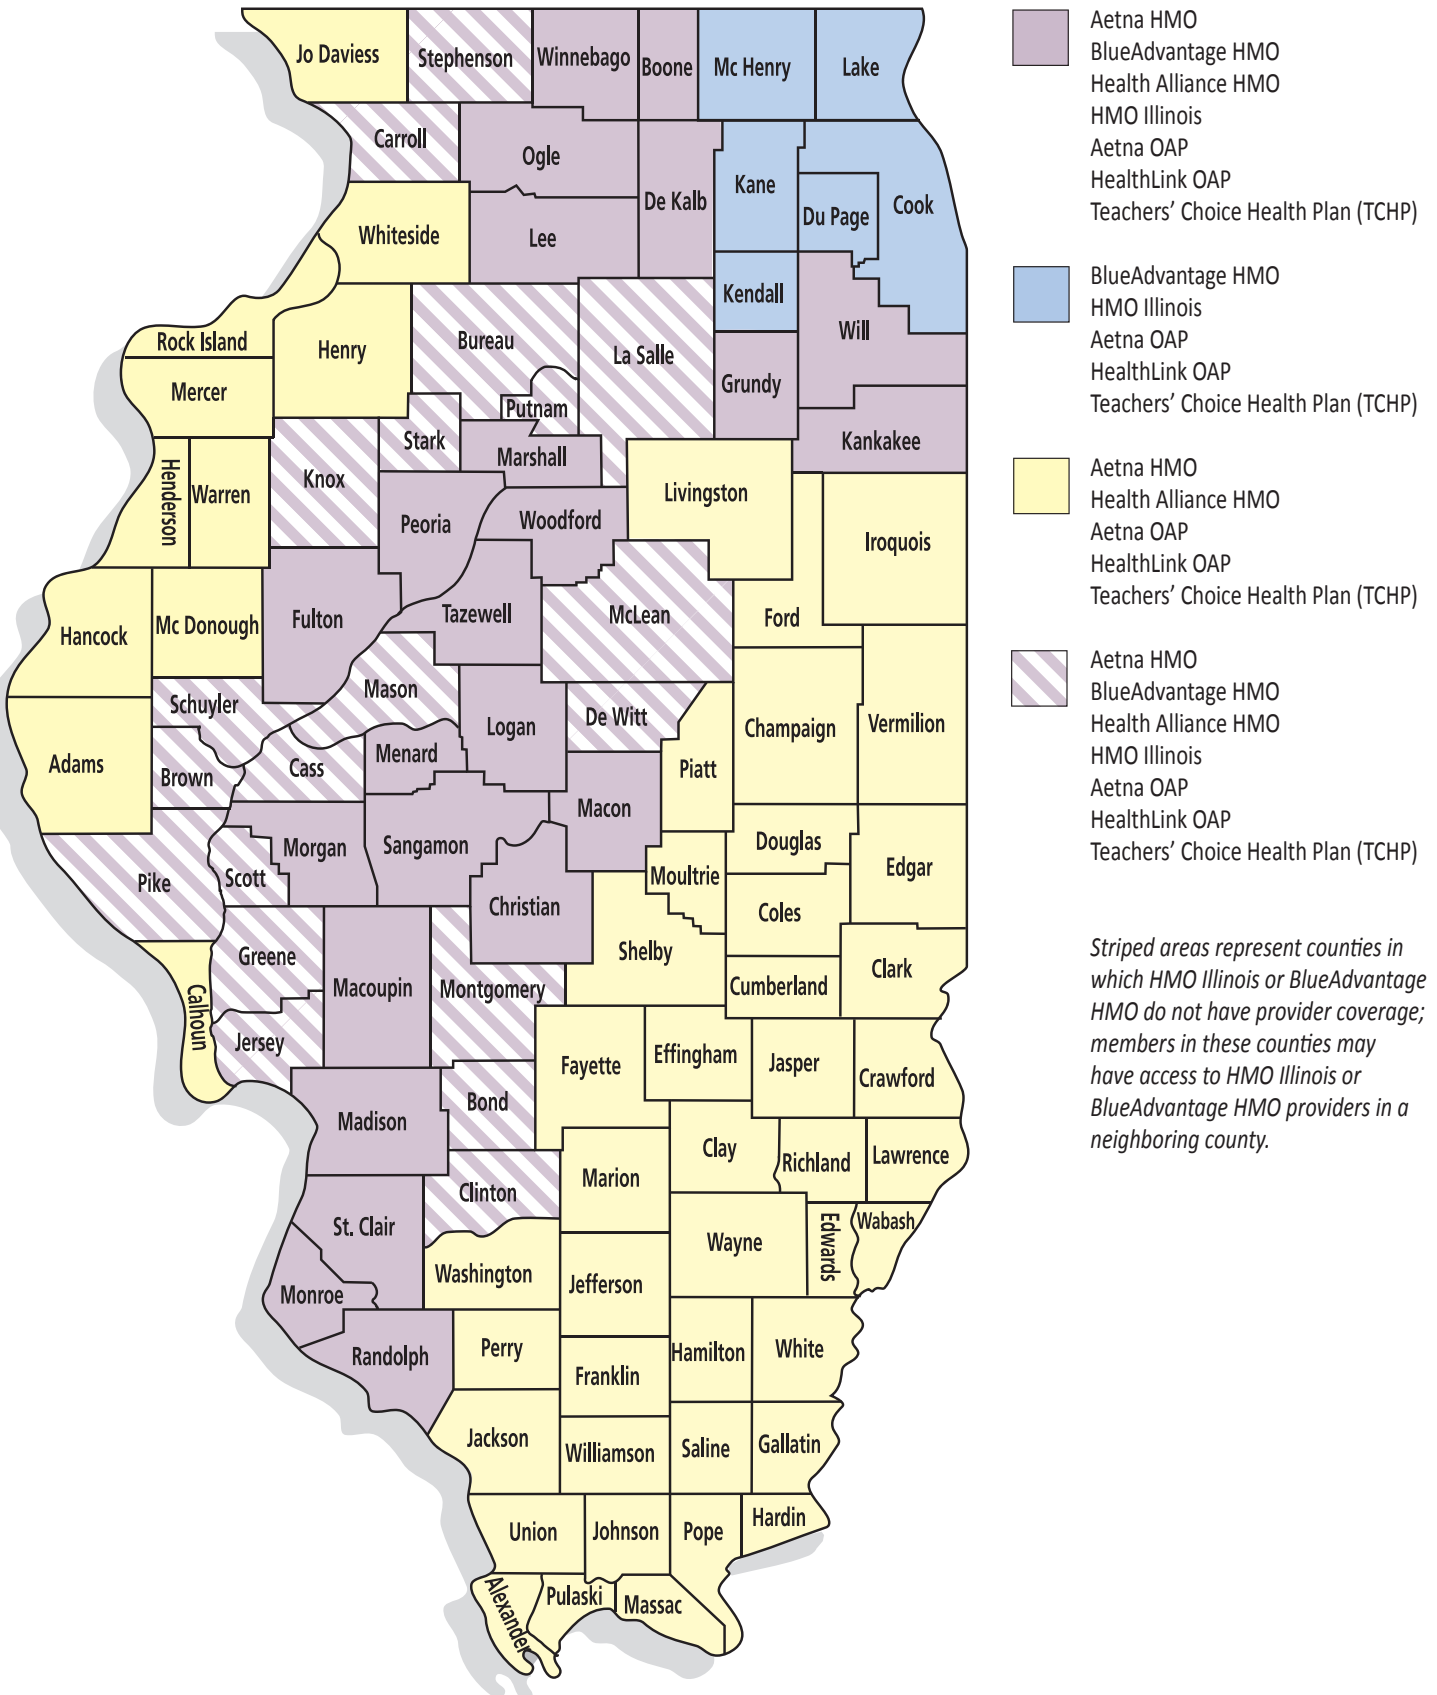 Jo Daviess
Stephenson
Winnebago
Boone
Mc Henry
Lake
Carroll
Ogle
De Kalb
Kane
Cook
Du Page
Whiteside
Lee
Kendall
Will
Rock Island
Henry
Bureau
La Salle
Grundy
Mercer
Putnam
Stark
Kankakee
Marshall
Henderson
Warren
Knox
Livingston
Peoria
Woodford
Iroquois
Hancock
Mc Donough
Fulton
Tazewell
McLean
Ford
Schuyler
Mason
Logan
De Witt
Champaign
Vermilion
Adams
Brown
Cass
Menard
Piatt
Macon
Pike
Scott
Morgan
Sangamon
Christian
Moultrie
Douglas
Edgar
Coles
Shelby
Greene
Macoupin
Montgomery
Cumberland
Clark
Calhoun
Jersey
Fayette
Effingham
Jasper
Crawford
Madison
Bond
Clay
Richland
Lawrence
Marion
Clinton
St. Clair
Wayne
Edwards
Wabash
Washington
Jefferson
Monroe
Randolph
Perry
Franklin
Hamilton
White
Jackson
Williamson
Saline
Gallatin
Union
Johnson
Pope
Hardin
Alexander
Pulaski
Massac
Aetna HMO
BlueAdvantage HMO
Health Alliance HMO
HMO Illinois
Aetna OAP
HealthLink OAP
Teachers’ Choice Health Plan (TCHP)
BlueAdvantage HMO
HMO Illinois
Aetna OAP
HealthLink OAP
Teachers’ Choice Health Plan (TCHP)
Aetna HMO
Health Alliance HMO
Aetna OAP
HealthLink OAP
Teachers’ Choice Health Plan (TCHP)
Aetna HMO
BlueAdvantage HMO
Health Alliance HMO
HMO Illinois
Aetna OAP
HealthLink OAP
Teachers’ Choice Health Plan (TCHP)
Striped areas represent counties in
which HMO Illinois or BlueAdvantage
HMO do not have provider coverage;
members in these counties may
have access to HMO Illinois or
BlueAdvantage HMO providers in a
neighboring county.